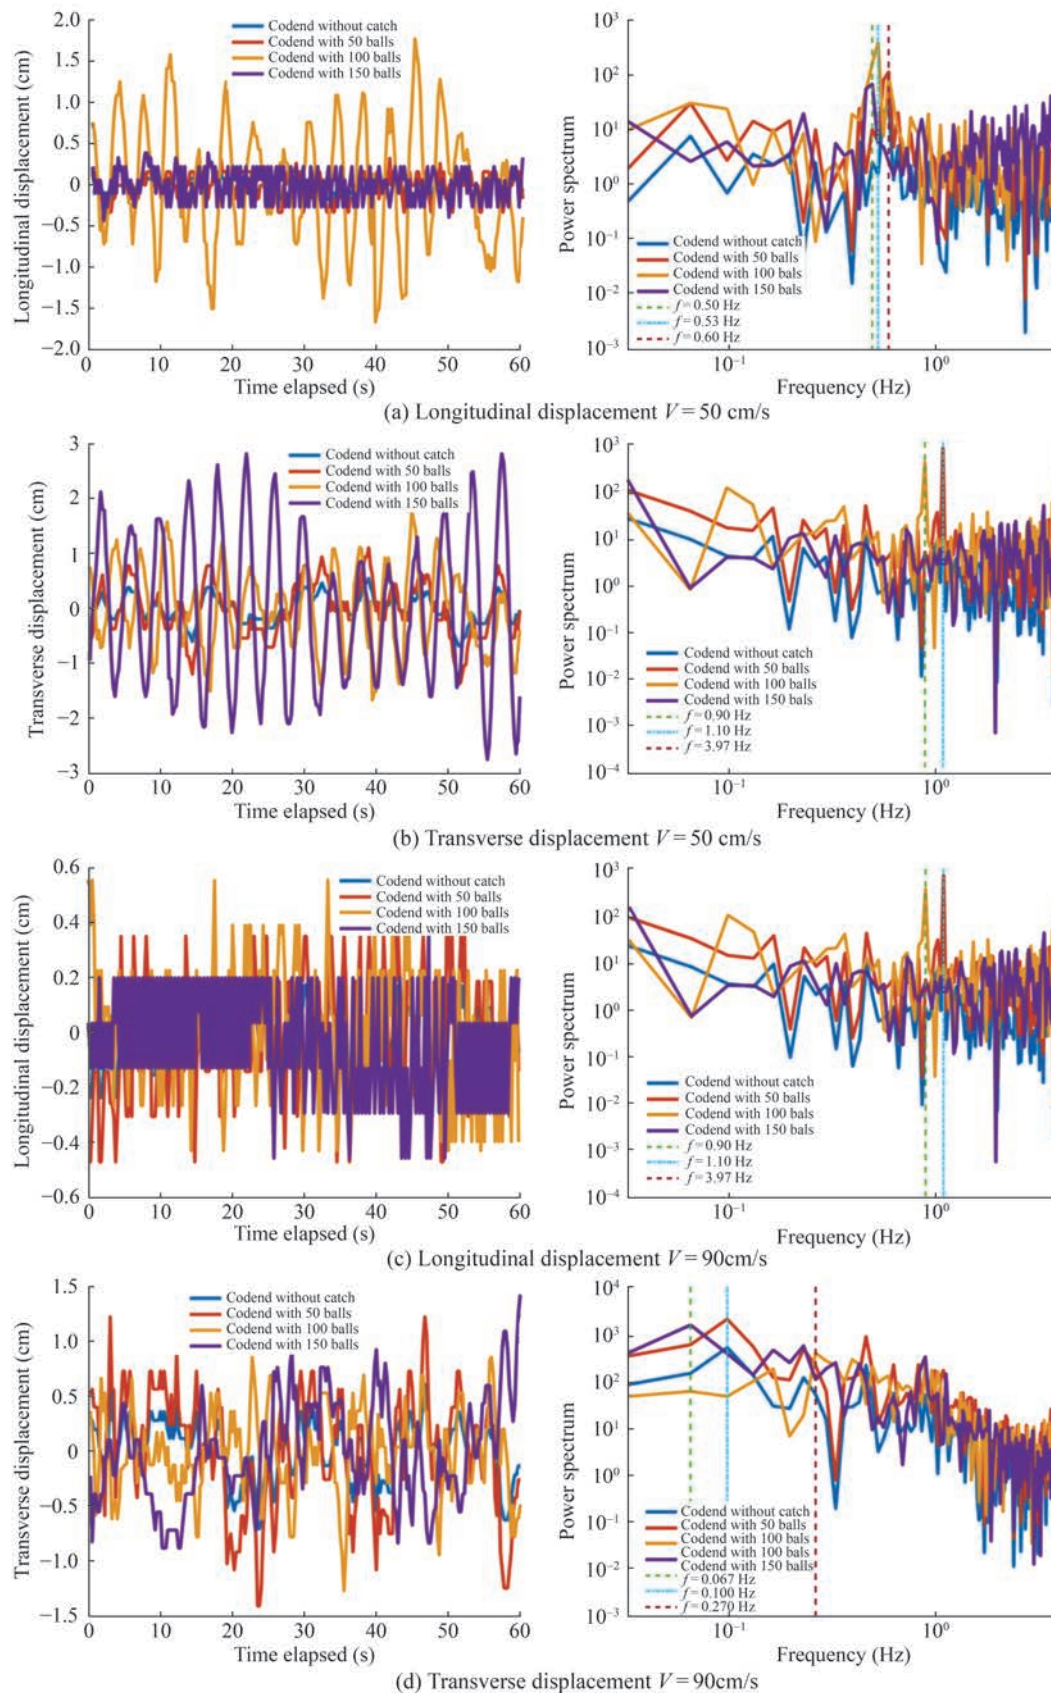 2.0
1.5
1.0
0.5
0
−0.5
−1.0
−1.5
2.0
Longitudinal displacement (cm)
Codend without catch
Codend with 50 balls
Codend with 100 balls
Codend with 150 balls
0 10 20 30 40 50 60
Time elapsed (s)
10³
10²
10¹
10⁰
10⁻¹
10⁻²
10⁻³
Power spectrum
Codend without catch
Codend with 50 balls
Codend with 100 bals
Codend with 150 bals
f = 0.50 Hz
f = 0.53 Hz
f = 0.60 Hz
10⁻¹ 10⁰
Frequency (Hz)
(a) Longitudinal displacement V = 50 cm/s
3
2
1
0
−1
−2
−3
Transverse displacement (cm)
Codend without catch
Codend with 50 balls
Codend with 100 balls
Codend with 150 balls
0 10 20 30 40 50 60
Time elapsed (s)
10³
10²
10¹
10⁰
10⁻¹
10⁻²
10⁻³
10⁻⁴
Power spectrum
Codend without catch
Codend with 50 balls
Codend with 100 balls
Codend with 150 balls
f = 0.90 Hz
f = 1.10 Hz
f = 3.97 Hz
10⁻¹ 10⁰
Frequency (Hz)
(b) Transverse displacement V = 50 cm/s
0.6
0.4
0.2
0
−0.2
−0.4
−0.6
Longitudinal displacement (cm)
Codend without catch
Codend with 50 balls
Codend with 100 balls
Codend with 150 balls
0 10 20 30 40 50 60
Time elapsed (s)
10³
10²
10¹
10⁰
10⁻¹
10⁻²
10⁻³
10⁻⁴
Power spectrum
Codend without catch
Codend with 50 balls
Codend with 100 bals
Codend with 150 bals
f = 0.90 Hz
f = 1.10 Hz
f = 3.97 Hz
10⁻¹ 10⁰
Frequency (Hz)
(c) Longitudinal displacement V = 90cm/s
1.5
1.0
0.5
0
−0.5
−1.0
−1.5
Transverse displacement (cm)
Codend without catch
Codend with 50 balls
Codend with 100 balls
Codend with 150 balls
0 10 20 30 40 50 60
Time elapsed (s)
10⁴
10³
10²
10¹
10⁰
10⁻¹
10⁻²
10⁻³
Power spectrum
Codend without catch
Codend with 50 balls
Codend with 100 bals
Codend with 100 bals
Codend with 150 balls
f = 0.067 Hz
f = 0.100 Hz
f = 0.270 Hz
10⁻¹ 10⁰
Frequency (Hz)
(d) Transverse displacement V = 90cm/s